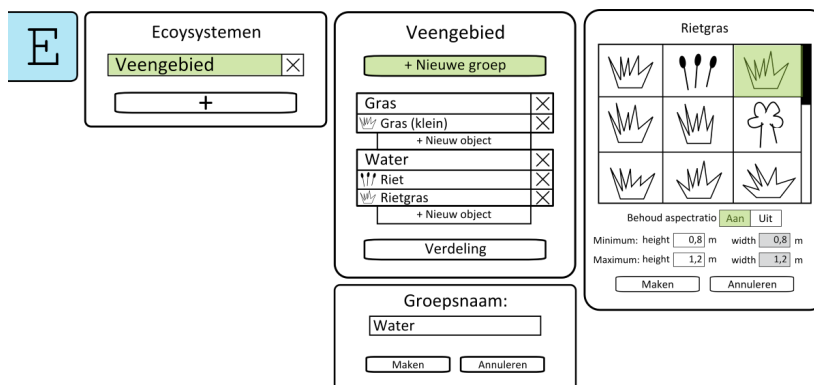 E
Ecoysystemen
Veengebied
+
Veengebied
+ Nieuwe groep
Gras
Gras (klein)
+ Nieuw object
Water
Riet
Rietgras
+ Nieuw object
Verdeling
Groepsnaam:
Water
Maken Annuleren
Rietgras
Behoud aspectratio Aan Uit
Minimum: height 0,8 m width 0,8 m
Maximum: height 1,2 m width 1,2 m
Maken Annuleren